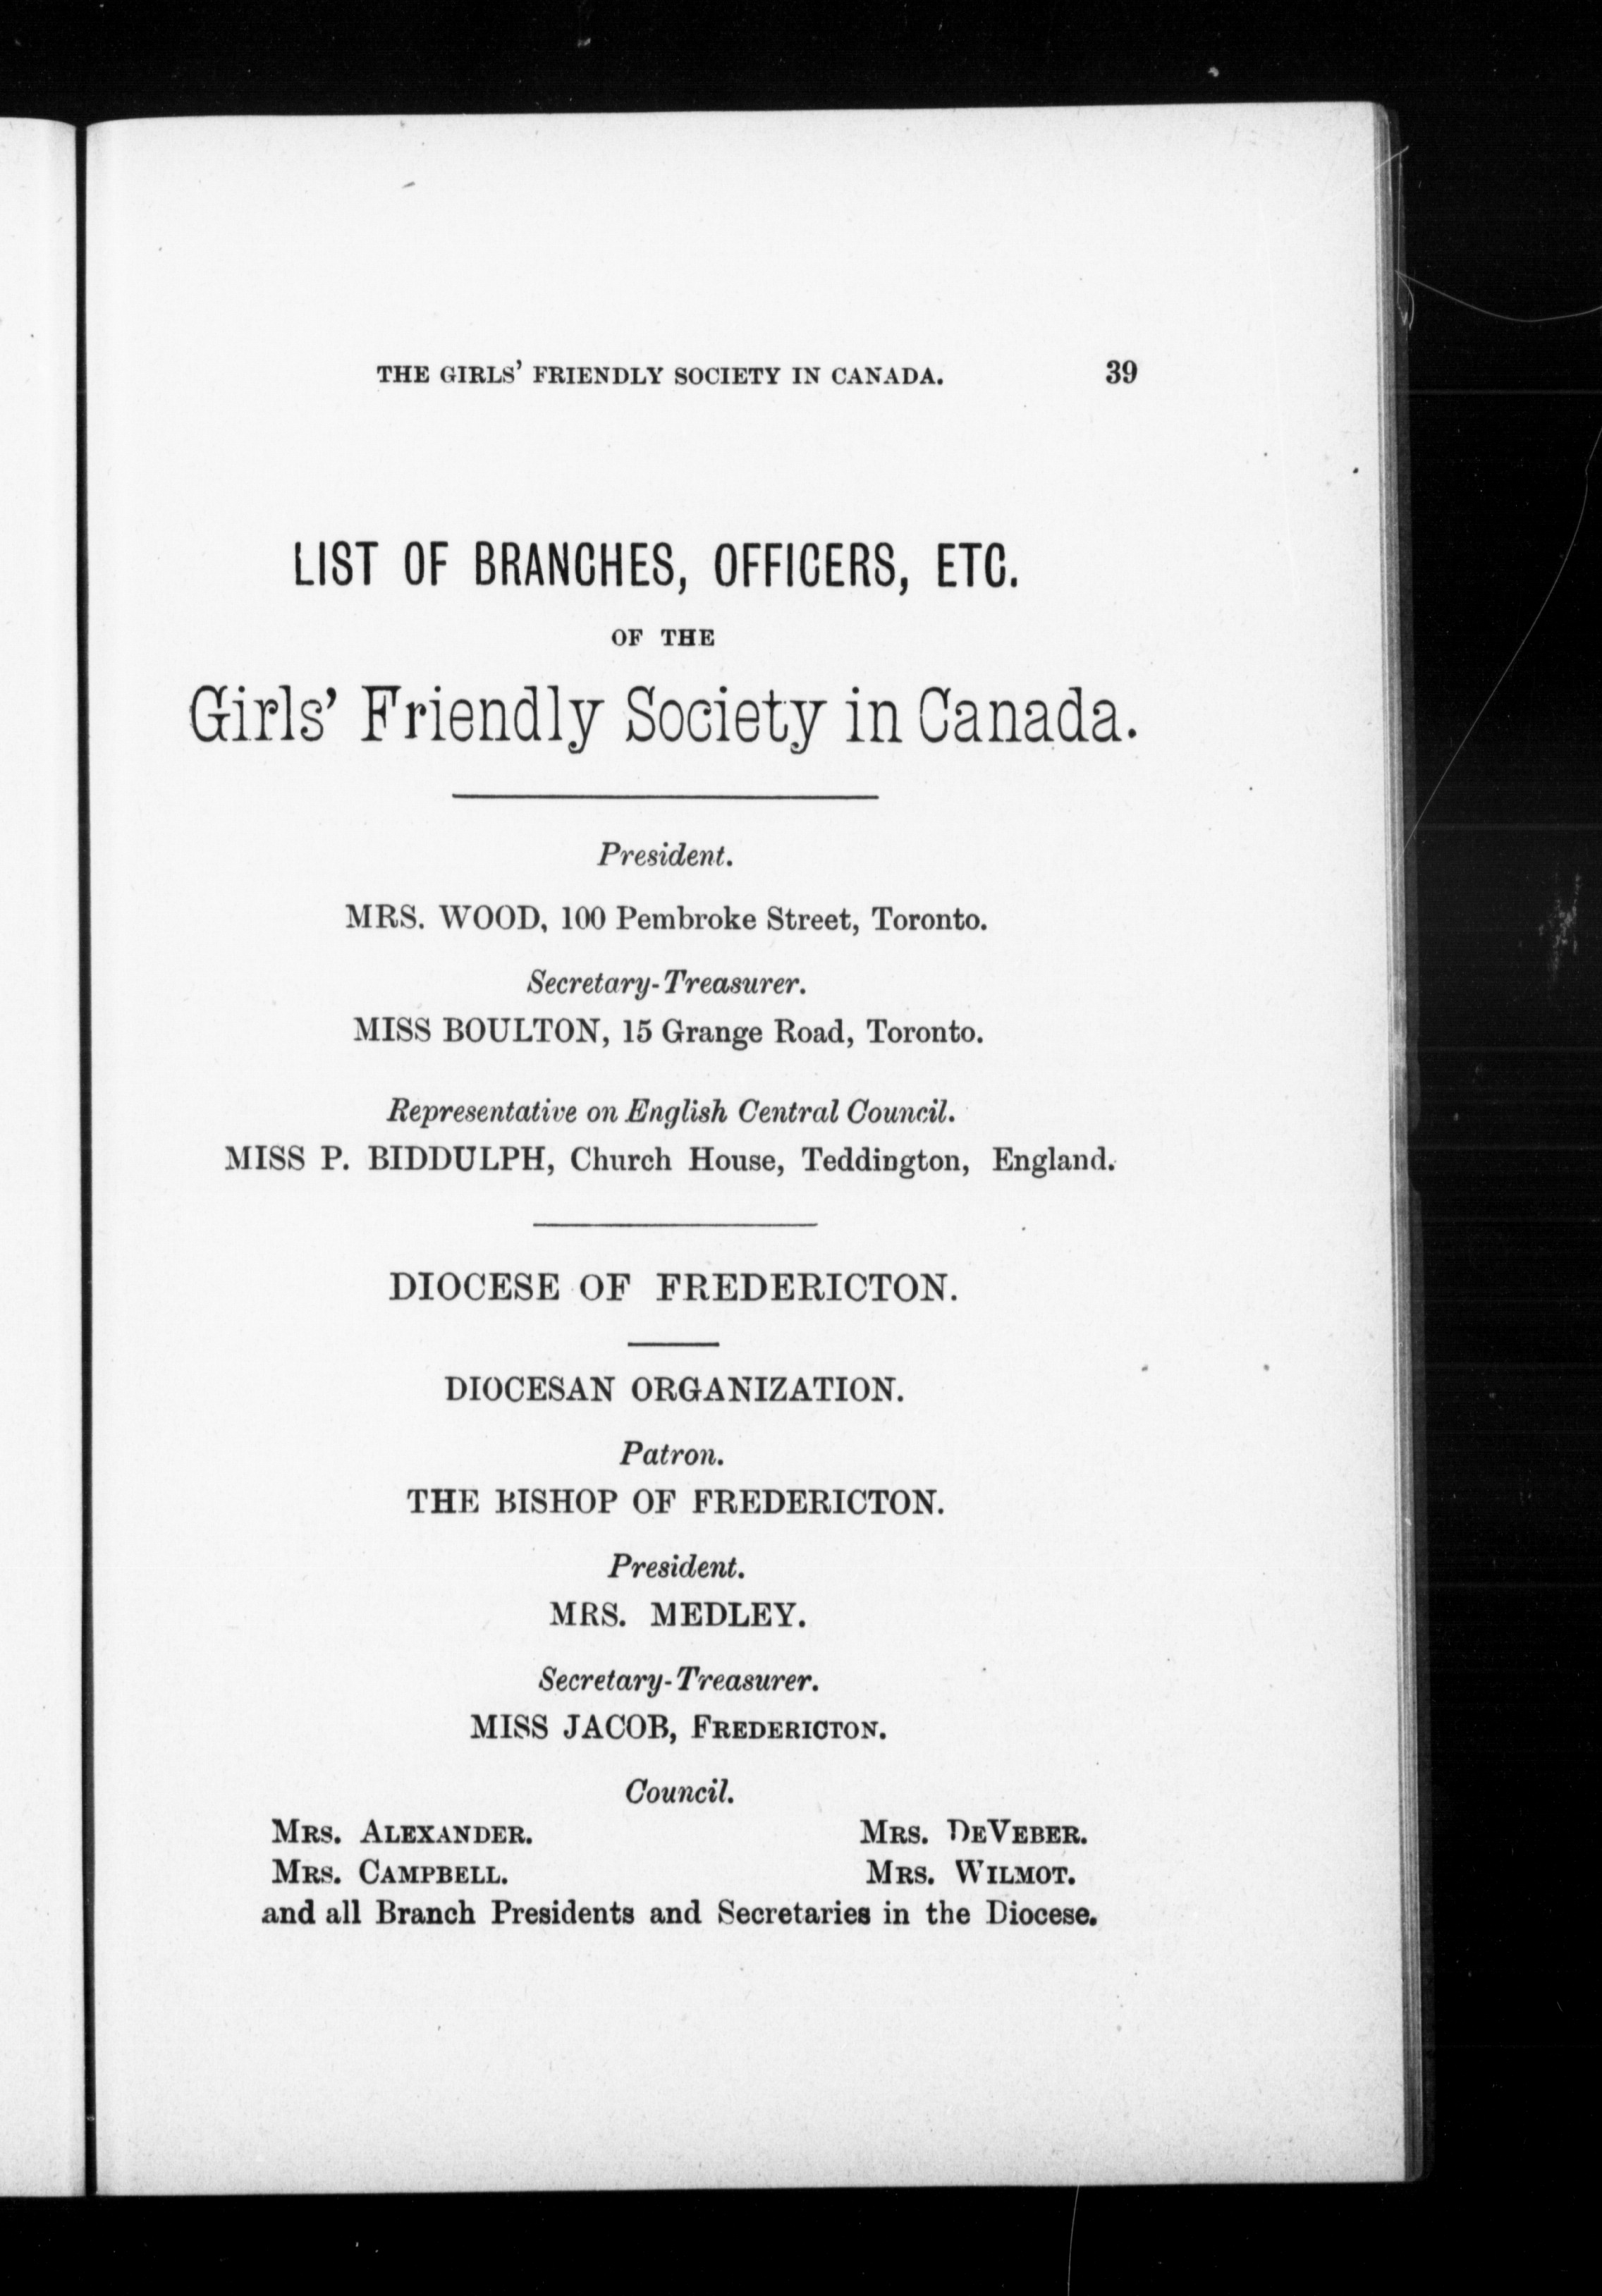 THE GIRLS' FRIENDLY SOCIETY IN CANADA. 39
LIST OF BRANCHES, OFFICERS, ETC.
OF THE
Girls' Friendly Society in Canada.
President.
MRS. WOOD, 100 Pembroke Street, Toronto.
Secretary-Treasurer.
MISS BOULTON, 15 Grange Road, Toronto.
Representative on English Central Council.
MISS P. BIDDULPH, Church House, Teddington, England.
DIOCESE OF FREDERICTON.
DIOCESAN ORGANIZATION.
Patron.
THE BISHOP OF FREDERICTON.
President.
MRS. MEDLEY.
Secretary-Treasurer.
MISS JACOB, FREDERICTON.
Council.
MRS. ALEXANDER. MRS. DEVEBER.
MRS. CAMPBELL. MRS. WILMOT.
and all Branch Presidents and Secretaries in the Diocese.